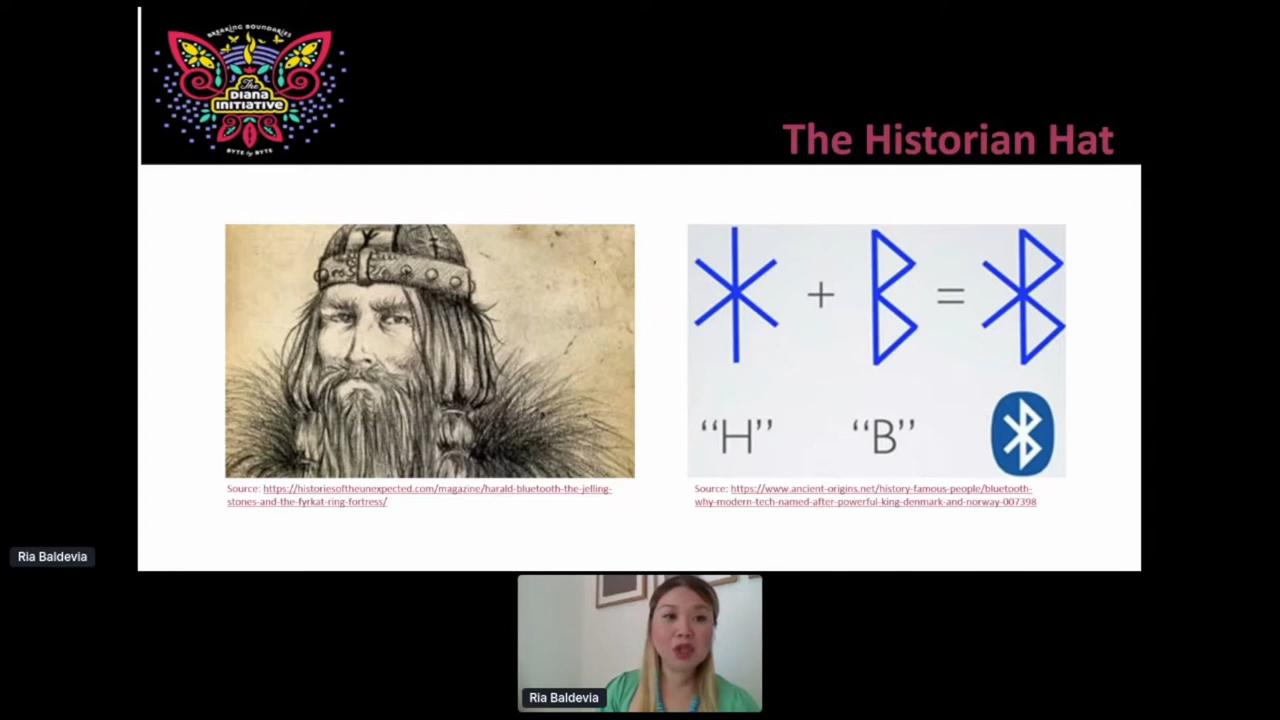 BREAKING BOUNDARIES
The
DIANA
INITIATIVE
BYTE by BYTE
The Historian Hat
+
=
“H” “B”
Source: https://historiesoftheunexpected.com/magazine/harald-bluetooth-the-jelling-
stones-and-the-fyrkat-ring-fortress/
Source: https://www.ancient-origins.net/history-famous-people/bluetooth-
why-modern-tech-named-after-powerful-king-denmark-and-norway-007398
Ria Baldevia
Ria Baldevia